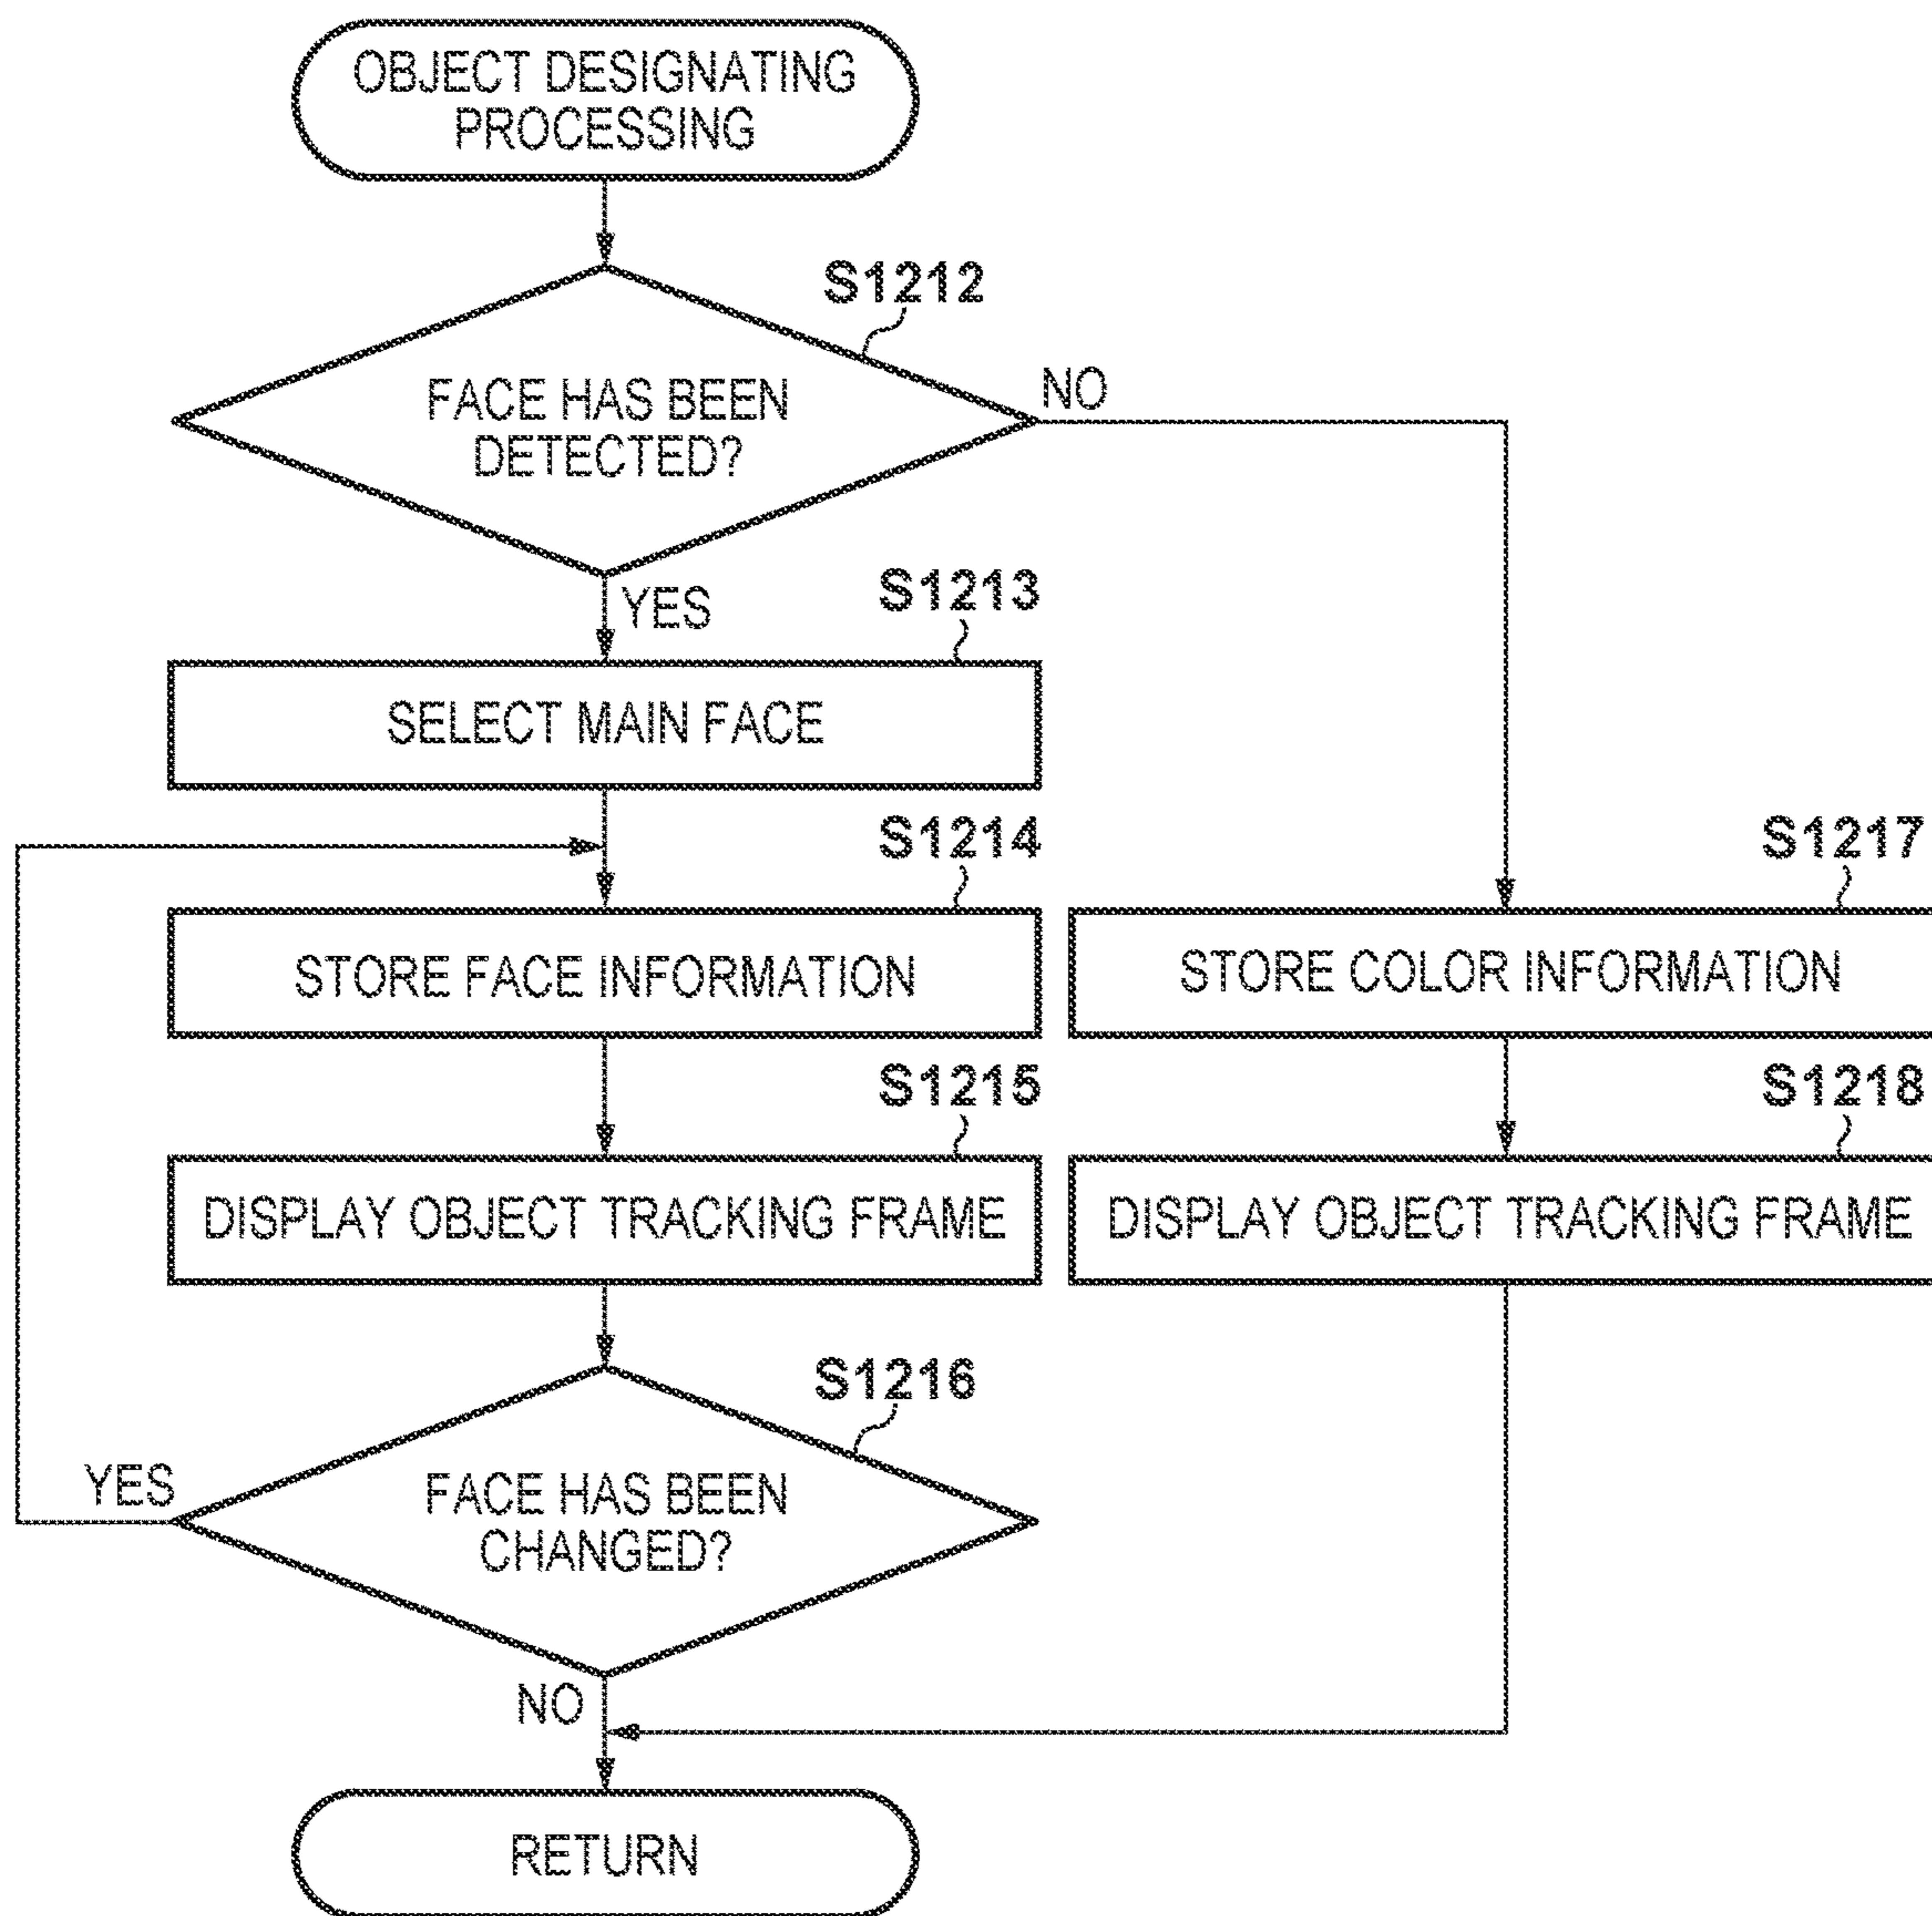 OBJECT DESIGNATING
PROCESSING
S1212
FACE HAS BEEN
DETECTED?
NO
YES
S1213
SELECT MAIN FACE
S1214
STORE FACE INFORMATION
S1217
STORE COLOR INFORMATION
S1215
DISPLAY OBJECT TRACKING FRAME
S1218
DISPLAY OBJECT TRACKING FRAME
S1216
FACE HAS BEEN
CHANGED?
YES
NO
RETURN